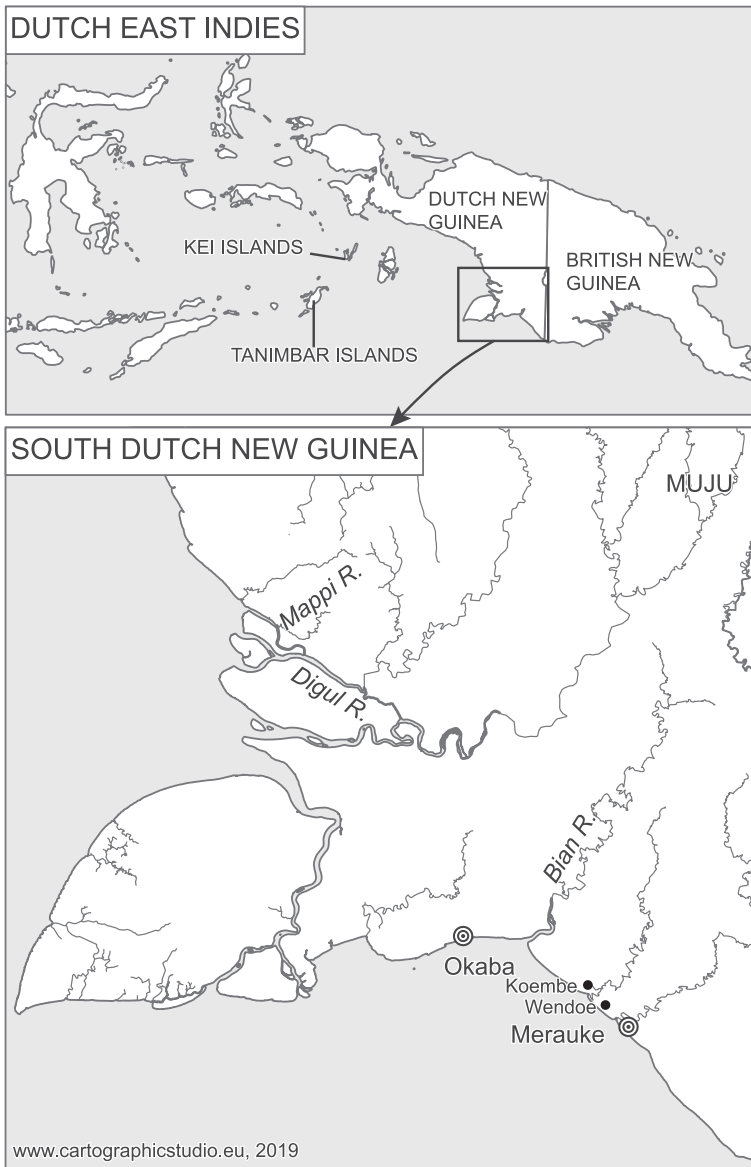 DUTCH EAST INDIES
DUTCH NEW
GUINEA
KEI ISLANDS
BRITISH NEW
GUINEA
TANIMBAR ISLANDS
SOUTH DUTCH NEW GUINEA
MUJU
Mappi R.
Digul R.
Bian R.
Okaba
Koembe
Wendoe
Merauke
www.cartographicstudio.eu, 2019